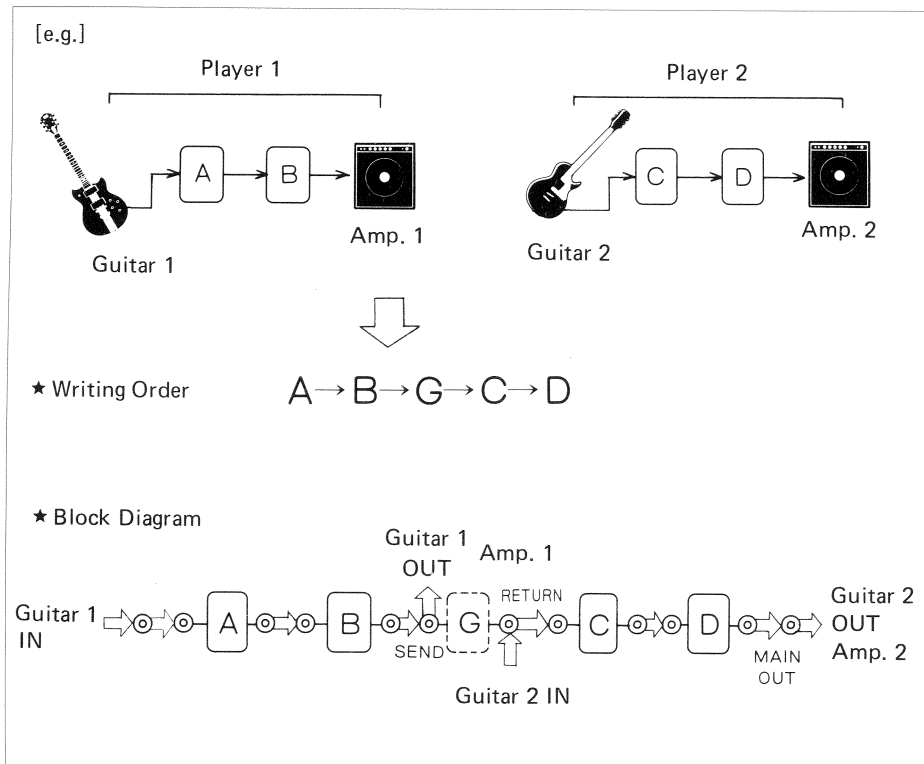 [e.g.]
Player 1
Player 2
A
B
C
D
Amp. 1
Amp. 2
Guitar 1
Guitar 2
★ Writing Order
A→B→G→C→D
★ Block Diagram
Guitar 1
OUT
Amp. 1
Guitar 1
IN
A
B
SEND
G
RETURN
Guitar 2 IN
C
D
MAIN
OUT
Guitar 2
OUT
Amp. 2